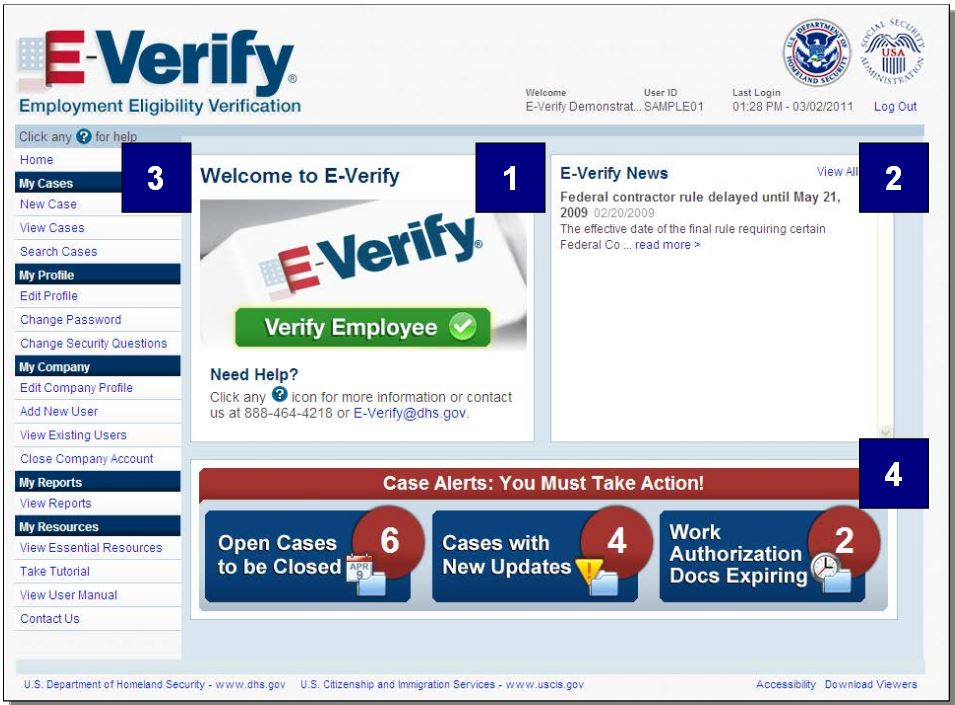 E-Verify®
Employment Eligibility Verification
U.S. DEPARTMENT OF HOMELAND SECURITY
SOCIAL SECURITY ADMINISTRATION
USA
Welcome User ID Last Login
E-Verify Demonstrat... SAMPLE01 01:28 PM - 03/02/2011 Log Out
Click any ? for help
Home
My Cases
New Case
View Cases
Search Cases
My Profile
Edit Profile
Change Password
Change Security Questions
My Company
Edit Company Profile
Add New User
View Existing Users
Close Company Account
My Reports
View Reports
My Resources
View Essential Resources
Take Tutorial
View User Manual
Contact Us
3
Welcome to E-Verify
1
E-Verify®
Verify Employee
Need Help?
Click any ? icon for more information or contact
us at 888-464-4218 or E-Verify@dhs.gov.
E-Verify News View All
2
Federal contractor rule delayed until May 21,
2009 02/20/2009
The effective date of the final rule requiring certain
Federal Co ... read more >
4
Case Alerts: You Must Take Action!
Open Cases
to be Closed
APR
9
6
Cases with
New Updates
4
Work
Authorization
Docs Expiring
2
U.S. Department of Homeland Security - www.dhs.gov U.S. Citizenship and Immigration Services - www.uscis.gov
Accessibility Download Viewers